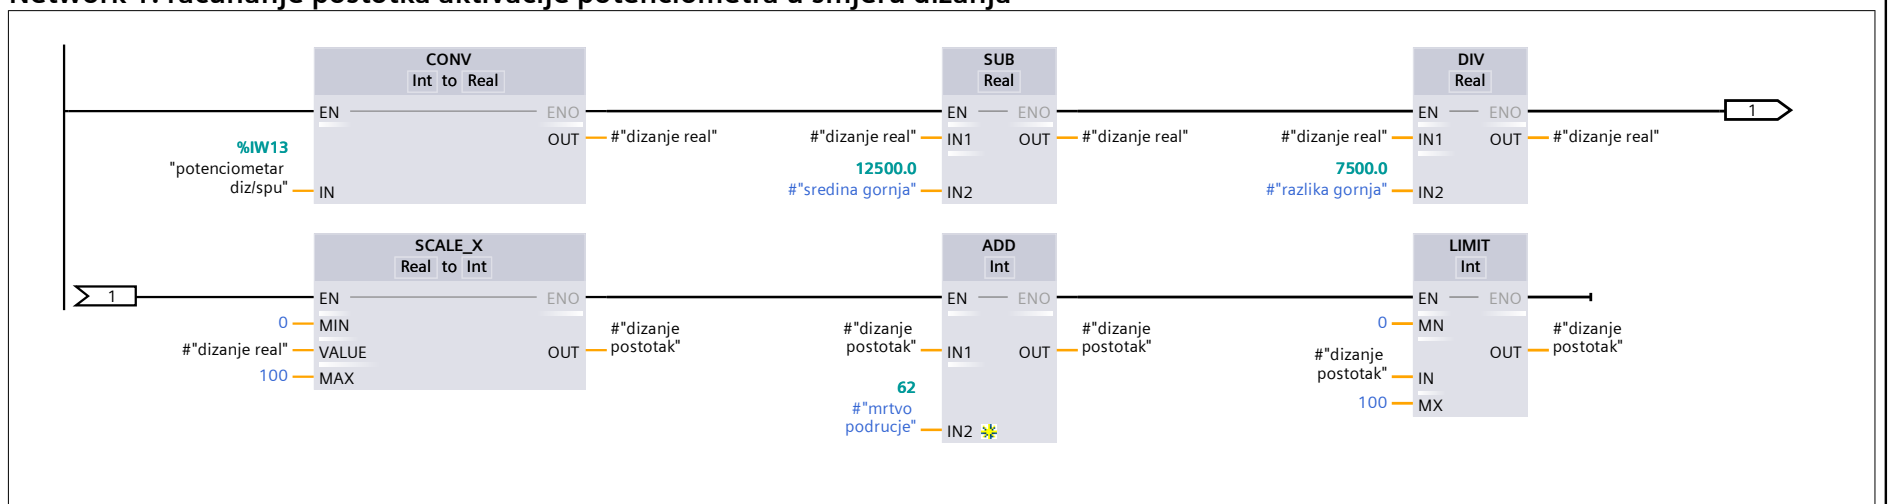 Network 1: računanje postotka aktivacije potenciometra u smjeru dizanja
CONV
Int to Real
EN
ENO
%IW13
"potenciometar
diz/spu"
IN
OUT
#"dizanje real"
SUB
Real
EN
ENO
#"dizanje real"
IN1
OUT
#"dizanje real"
12500.0
#"sredina gornja"
IN2
DIV
Real
EN
ENO
#"dizanje real"
IN1
OUT
#"dizanje real"
7500.0
#"razlika gornja"
IN2
1
1
SCALE_X
Real to Int
EN
ENO
0
MIN
#"dizanje real"
VALUE
OUT
#"dizanje
postotak"
100
MAX
ADD
Int
EN
ENO
#"dizanje
postotak"
IN1
OUT
#"dizanje
postotak"
62
#"mrtvo
podrucje"
IN2
LIMIT
Int
EN
ENO
0
MN
OUT
#"dizanje
postotak"
#"dizanje
postotak"
IN
100
MX